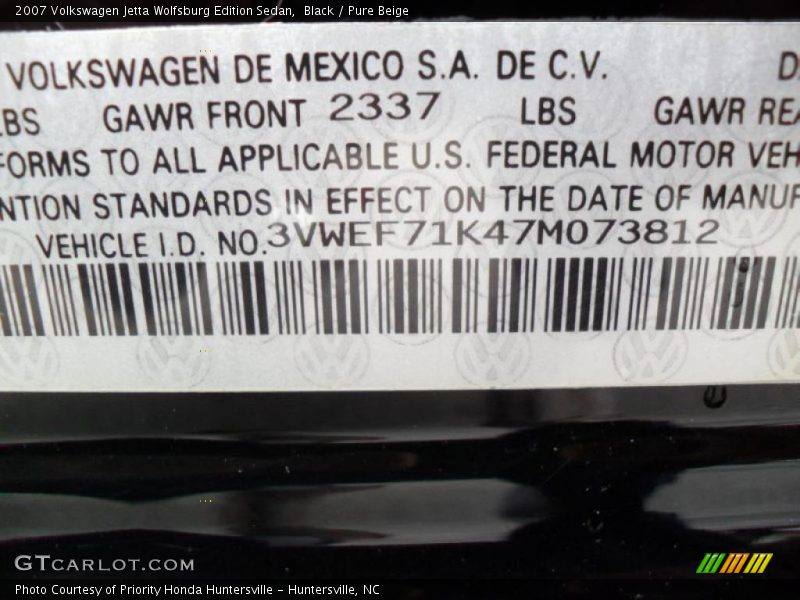 2007 Volkswagen Jetta Wolfsburg Edition Sedan, Black / Pure Beige
VOLKSWAGEN DE MEXICO S.A. DE C.V.
LBS GAWR FRONT 2337 LBS GAWR REA
FORMS TO ALL APPLICABLE U.S. FEDERAL MOTOR VEH
NTION STANDARDS IN EFFECT ON THE DATE OF MANUF
VEHICLE I.D. NO. 3VWEF71K47M073812
GTCARLOT.COM
Photo Courtesy of Priority Honda Huntersville – Huntersville, NC